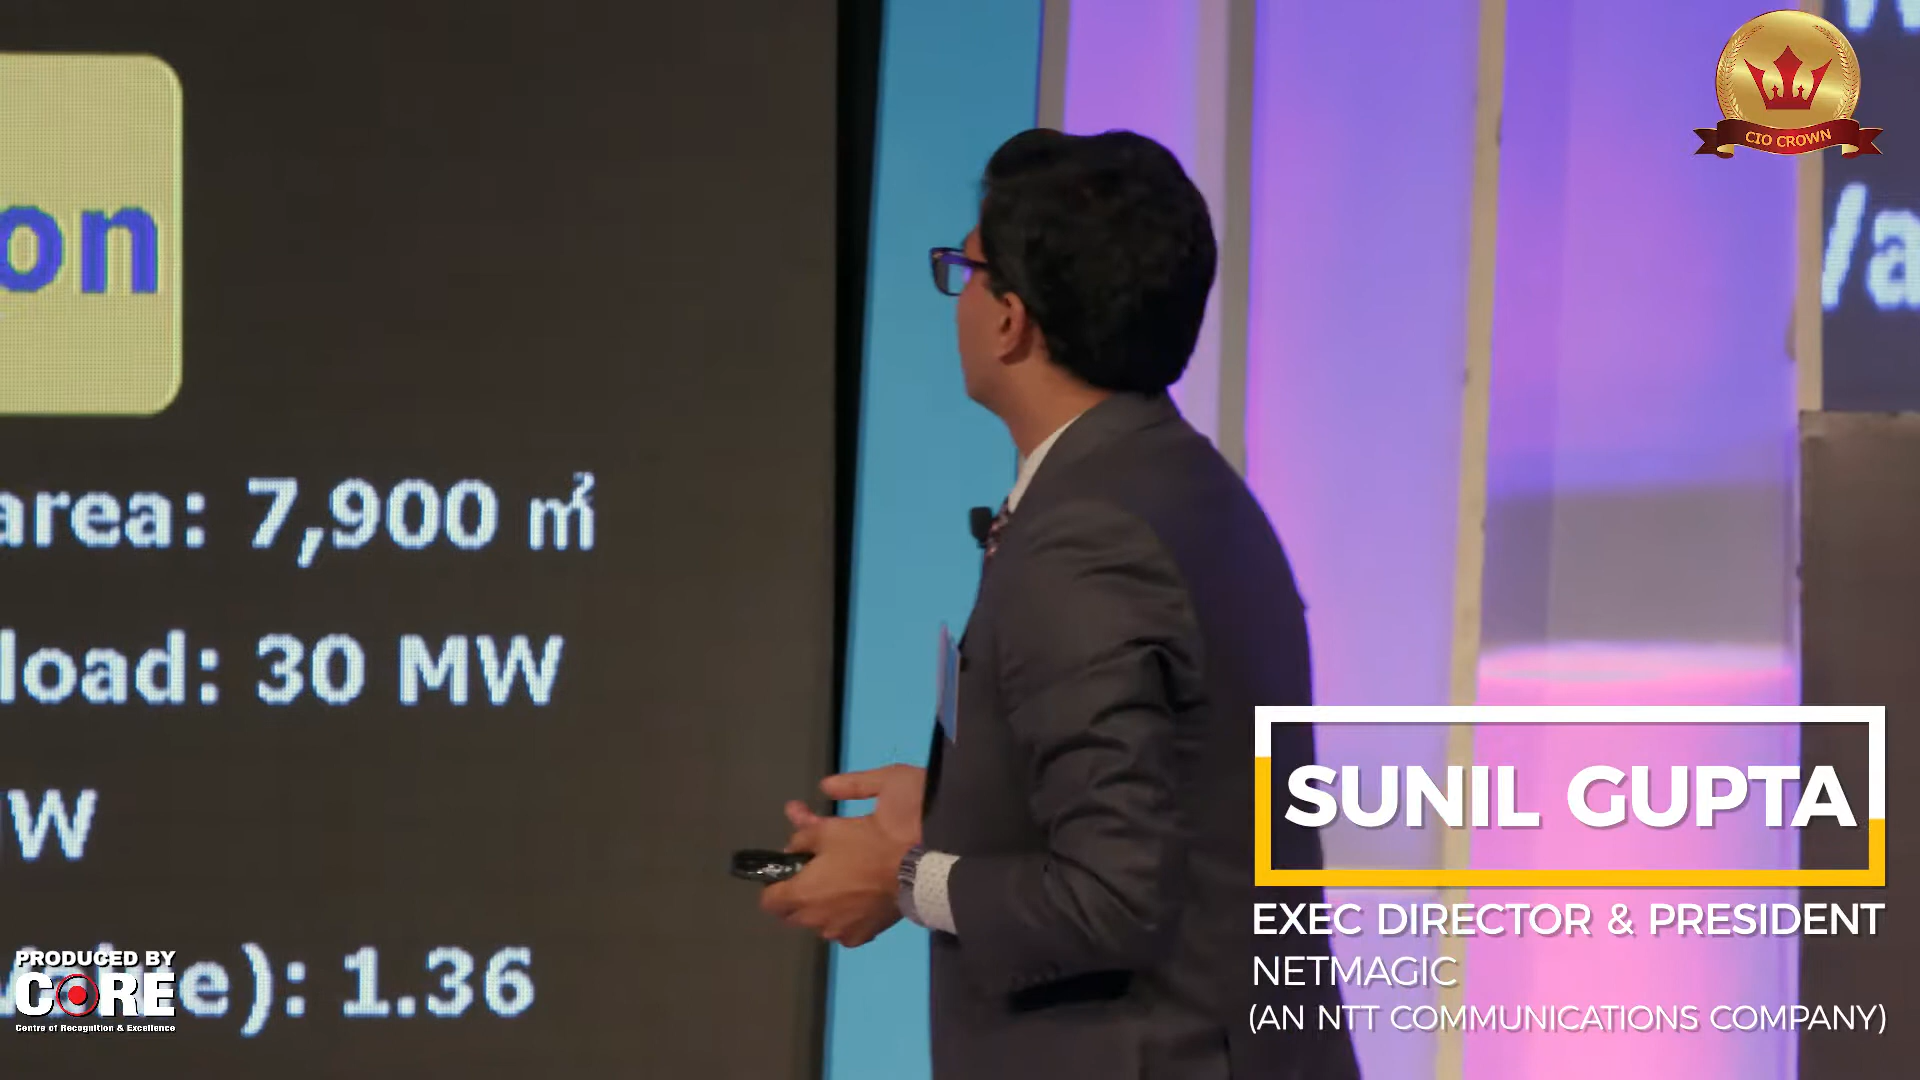 CIO CROWN
on
area: 7,900 ㎡
load: 30 MW
W
e): 1.36
PRODUCED BY
CORE
Centre of Recognition & Excellence
SUNIL GUPTA
EXEC DIRECTOR & PRESIDENT
NETMAGIC
(AN NTT COMMUNICATIONS COMPANY)